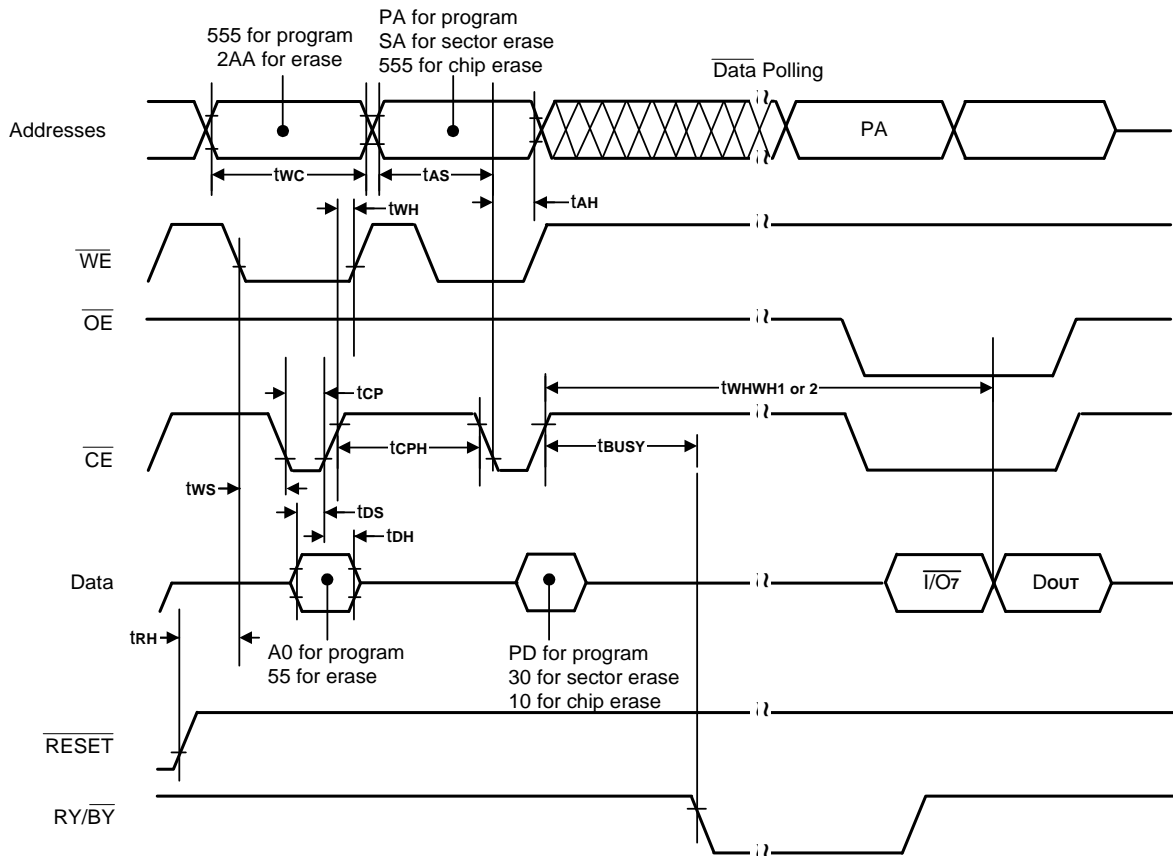 555 for program
2AA for erase
PA for program
SA for sector erase
555 for chip erase
Data Polling
Addresses
PA
tWC
tAS
tWH
tAH
WE
OE
tWHWH1 or 2
tCP
tCPH
tBUSY
CE
tWS
tDS
tDH
Data
I/O7
DOUT
tRH
A0 for program
55 for erase
PD for program
30 for sector erase
10 for chip erase
RESET
RY/BY